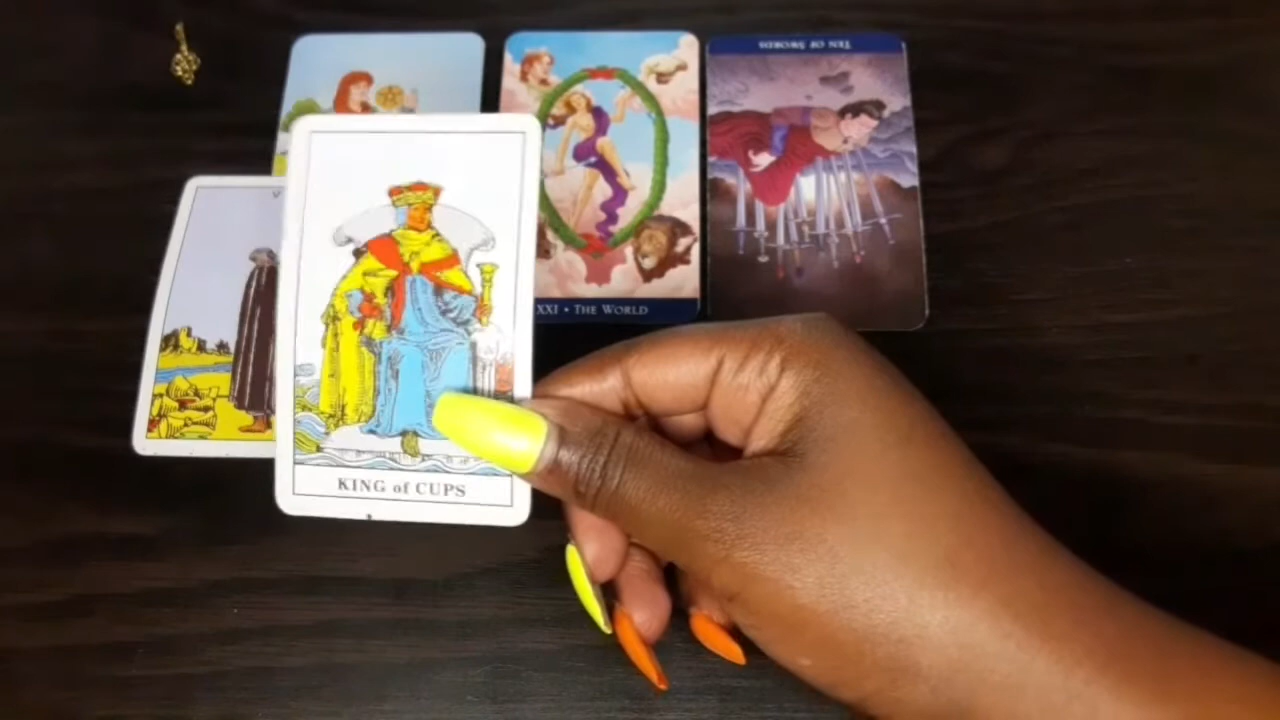 TEN OF SWORDS
V
XXI • THE WORLD
KING of CUPS